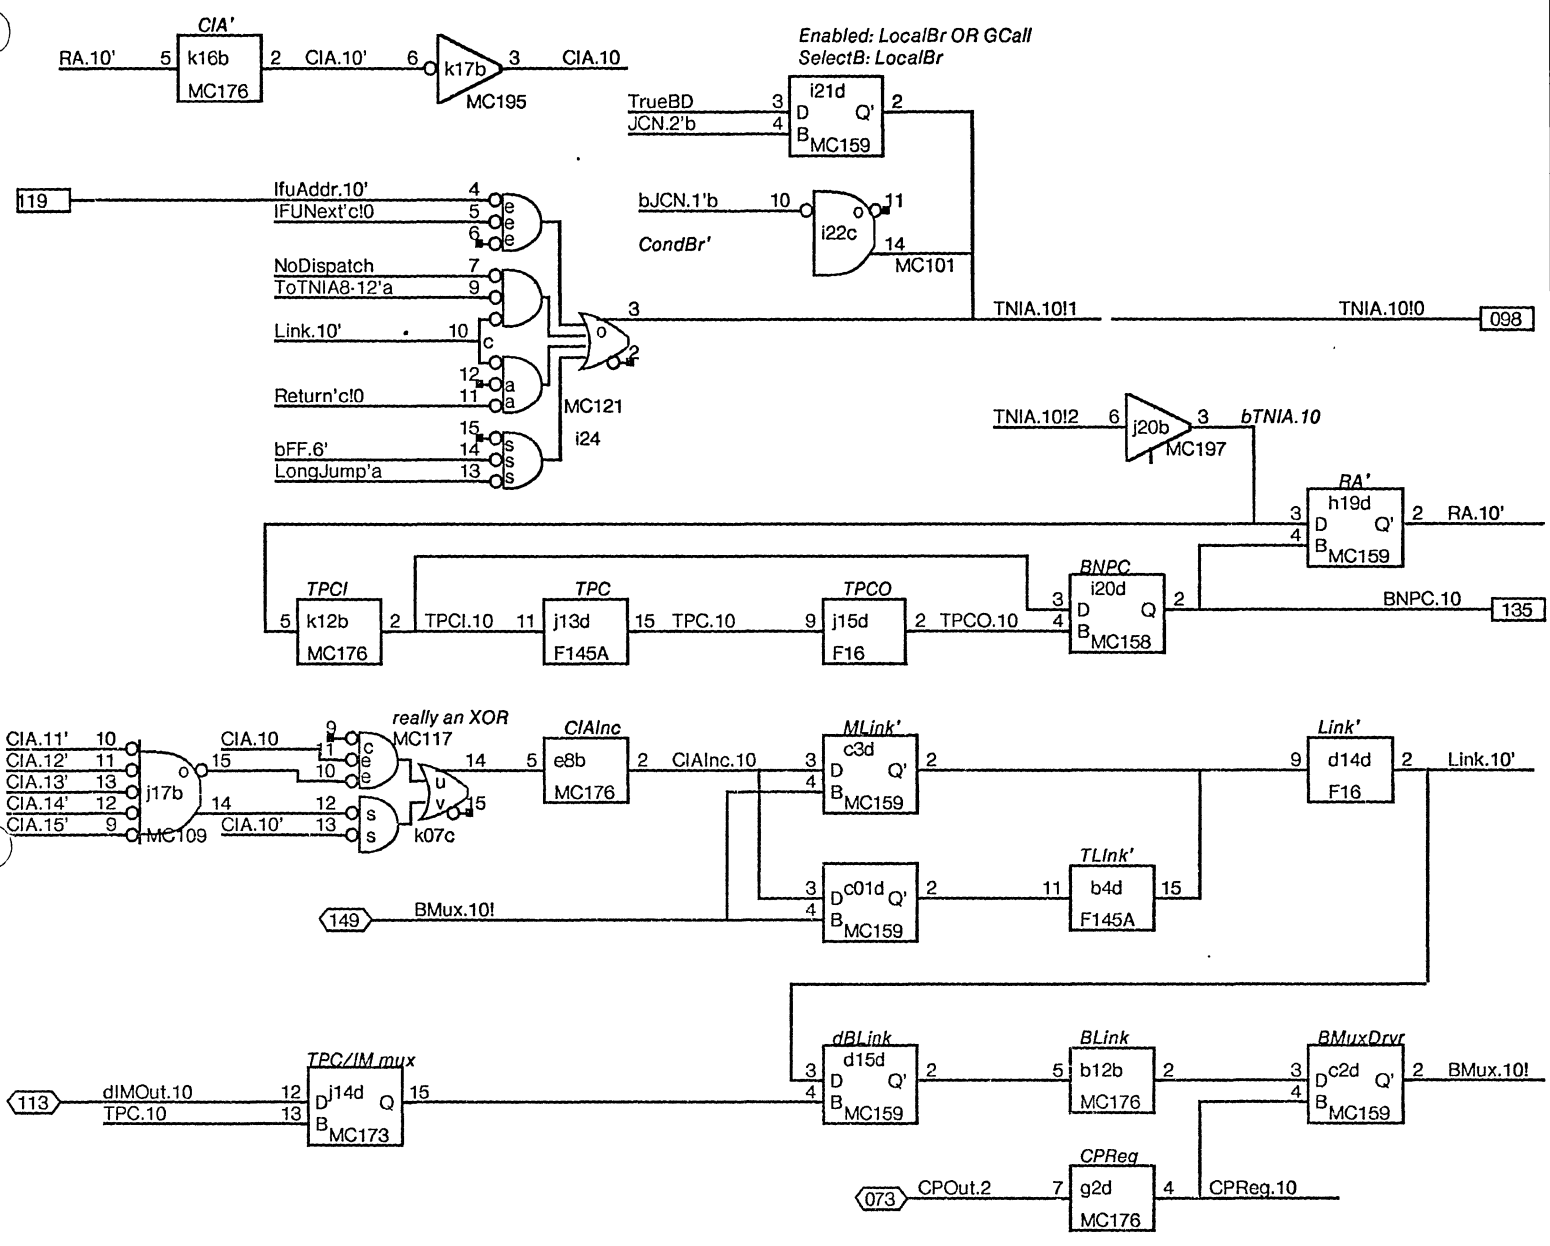 CIA'
RA.10' 5 k16b 2 CIA.10' 6 k17b 3 CIA.10
MC176
MC195
Enabled: LocalBr OR GCall
SelectB: LocalBr
i21d
TrueBD 3 D Q' 2
JCN.2'b 4 B
MC159
119
IfuAddr.10' 4 e
IFUNext'c!0 5 e
6 e
bJCN.1'b 10 o 11
i22c
CondBr' 14
MC101
NoDispatch 7
ToTNIA8-12'a 9
Link.10' 10 c
12 a
Return'c!0 11 a
o 3
2
MC121
i24
15 s
bFF.6' 14 s
LongJump'a 13 s
TNIA.10!1 TNIA.10!0 098
TNIA.10!2 6 j20b 3 bTNIA.10
MC197
RA'
h19d
3 D Q' 2 RA.10'
4 B
MC159
TPCI TPC TPCO BNPC
5 k12b 2 TPCI.10 11 j13d 15 TPC.10 9 j15d 2 TPCO.10
MC176 F145A F16
i20d
3 D Q 2 BNPC.10 135
4 B
MC158
CIA.11' 10
CIA.12' 11
CIA.13' 13
CIA.14' 12
CIA.15' 9
o 15
j17b
14
MC109
really an XOR
MC117
9 c
CIA.10 11 e
10 e
12 s
CIA.10' 13 s
u 14
v 15
k07c
CIAInc
5 e8b 2 CIAInc.10
MC176
MLink'
c3d
3 D Q' 2
4 B
MC159
Link'
9 d14d 2 Link.10'
F16
c01d
3 D Q' 2
4 B
MC159
TLink'
11 b4d 15
F145A
149 BMux.10!
TPC/IM mux
113 dIMOut.10 12 D j14d Q 15
TPC.10 13 B
MC173
dBLink
d15d
3 D Q' 2
4 B
MC159
BLink
5 b12b 2
MC176
BMuxDrvr
c2d
3 D Q' 2 BMux.10!
4 B
MC159
CPReg
073 CPOut.2 7 g2d 4 CPReg.10
MC176